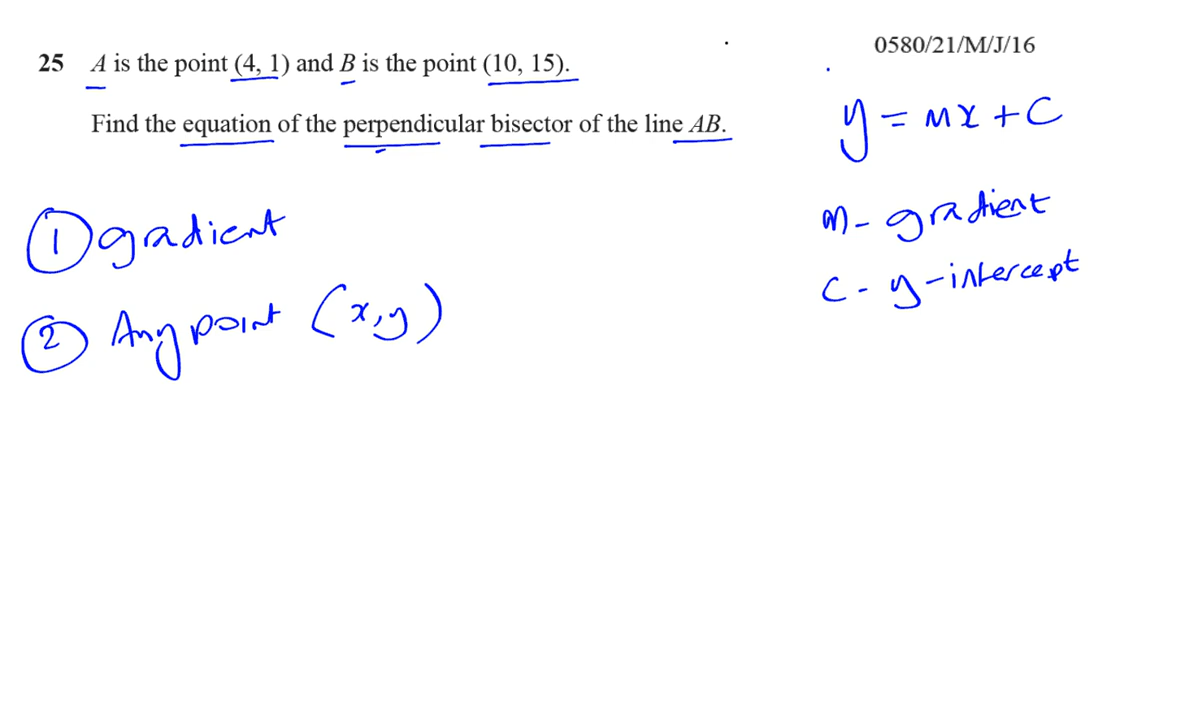 0580/21/M/J/16
25 A is the point (4, 1) and B is the point (10, 15).
Find the equation of the perpendicular bisector of the line AB.
y = mx + c
① gradient
m - gradient
② Any point (x,y)
c - y-intercept